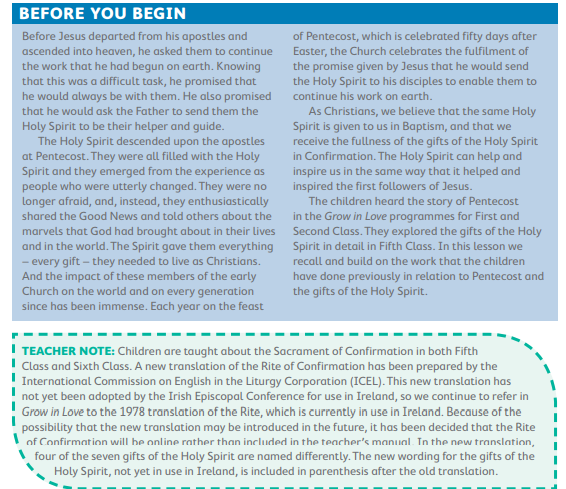 BEFORE YOU BEGIN
Before Jesus departed from his apostles and
ascended into heaven, he asked them to continue
the work that he had begun on earth. Knowing
that this was a difficult task, he promised that
he would always be with them. He also promised
that he would ask the Father to send them the
Holy Spirit to be their helper and guide.
The Holy Spirit descended upon the apostles
at Pentecost. They were all filled with the Holy
Spirit and they emerged from the experience as
people who were utterly changed. They were no
longer afraid, and, instead, they enthusiastically
shared the Good News and told others about the
marvels that God had brought about in their lives
and in the world. The Spirit gave them everything
– every gift – they needed to live as Christians.
And the impact of these members of the early
Church on the world and on every generation
since has been immense. Each year on the feast
of Pentecost, which is celebrated fifty days after
Easter, the Church celebrates the fulfilment of
the promise given by Jesus that he would send
the Holy Spirit to his disciples to enable them to
continue his work on earth.
As Christians, we believe that the same Holy
Spirit is given to us in Baptism, and that we
receive the fullness of the gifts of the Holy Spirit
in Confirmation. The Holy Spirit can help and
inspire us in the same way that it helped and
inspired the first followers of Jesus.
The children heard the story of Pentecost
in the Grow in Love programmes for First and
Second Class. They explored the gifts of the Holy
Spirit in detail in Fifth Class. In this lesson we
recall and build on the work that the children
have done previously in relation to Pentecost and
the gifts of the Holy Spirit.
TEACHER NOTE: Children are taught about the Sacrament of Confirmation in both Fifth
Class and Sixth Class. A new translation of the Rite of Confirmation has been prepared by the
International Commission on English in the Liturgy Corporation (ICEL). This new translation has
not yet been adopted by the Irish Episcopal Conference for use in Ireland, so we continue to refer in
Grow in Love to the 1978 translation of the Rite, which is currently in use in Ireland. Because of the
possibility that the new translation may be introduced in the future, it has been decided that the Rite
of Confirmation will be online rather than included in the teacher's manual. In the new translation,
four of the seven gifts of the Holy Spirit are named differently. The new wording for the gifts of the
Holy Spirit, not yet in use in Ireland, is included in parenthesis after the old translation.